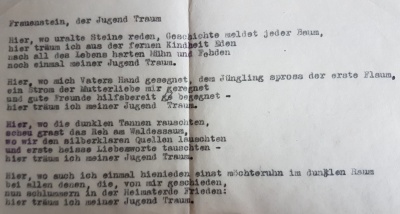 Frauenstein, der Jugend Traum
Hier, wo uralte Steine reden, Geschichte meldet jeder Baum,
hier träum ich aus der fernen Kindheit Eden
nach all des Lebens harten Mühn und Fehden
noch einmal meiner Jugend Traum.
Hier, wo mich Vaters Hand gesegnet, dem Jüngling spross der erste Flaum,
ein Strom der Mutterliebe mir geregnet
und gute Freunde hilfsbereit begegnet -
hier träum ich meiner Jugend Traum.
Hier, wo die dunklen Tannen rauschten,
scheu grast das Reh am Waldessaum,
wo wir den silberklaren Quellen lauschten
und erste heisse Liebesworte tauschten -
hier träum ich meiner Jugend Traum.
Hier, wo auch ich einmal hienieden einst möchteruhn im dunklen Raum
bei allen denen, die, von mir geschieden,
nun schlummern in der Heimaterde Frieden:
hier träum ich meiner Jugend Traum.